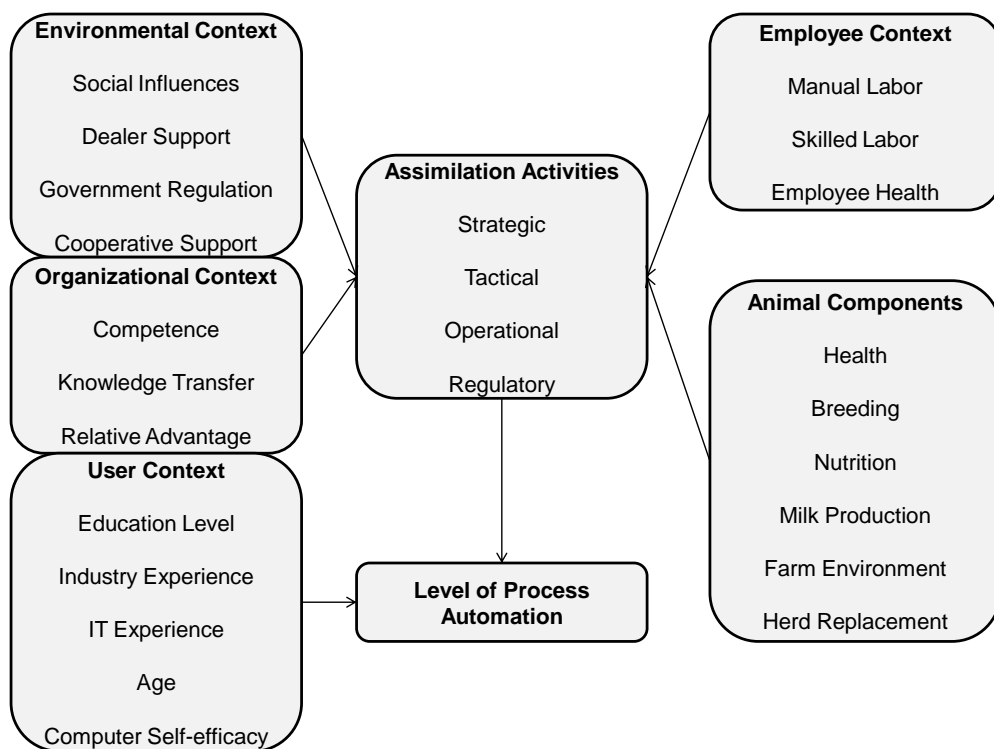 Environmental Context
Social Influences
Dealer Support
Government Regulation
Cooperative Support
Organizational Context
Competence
Knowledge Transfer
Relative Advantage
User Context
Education Level
Industry Experience
IT Experience
Age
Computer Self-efficacy
Assimilation Activities
Strategic
Tactical
Operational
Regulatory
Level of Process
Automation
Employee Context
Manual Labor
Skilled Labor
Employee Health
Animal Components
Health
Breeding
Nutrition
Milk Production
Farm Environment
Herd Replacement